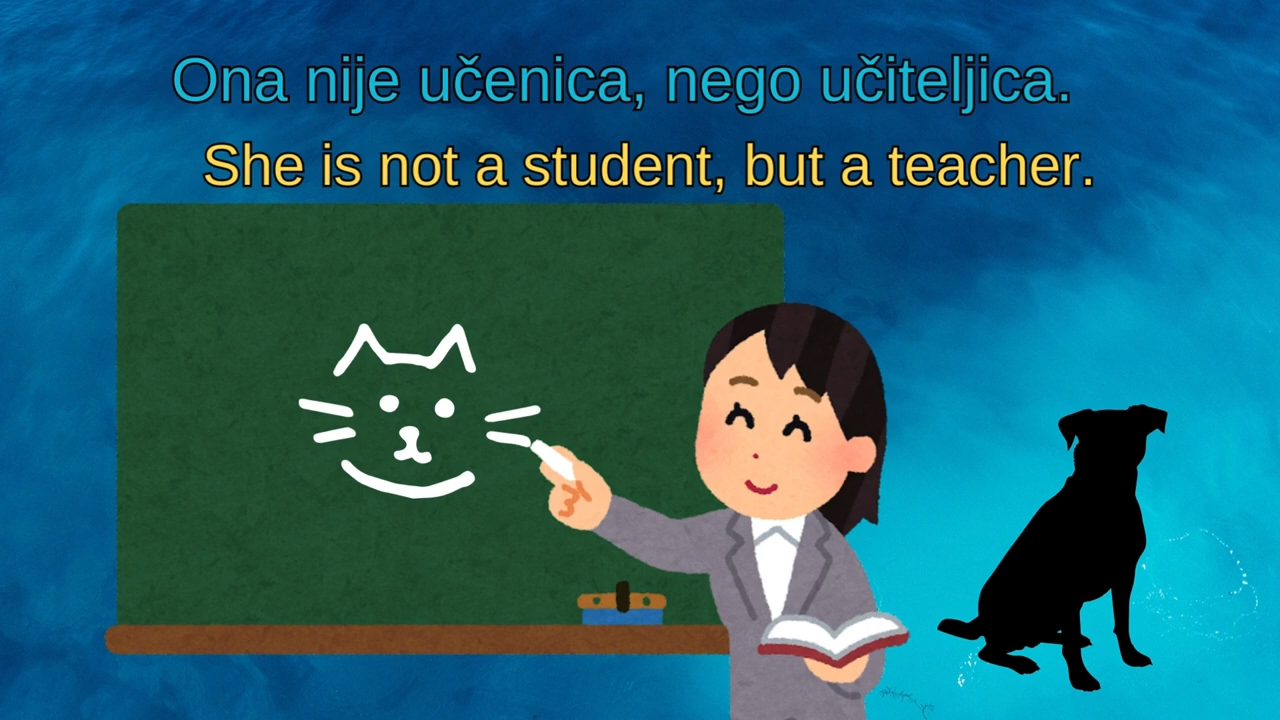 Ona nije učenica, nego učiteljica.
She is not a student, but a teacher.